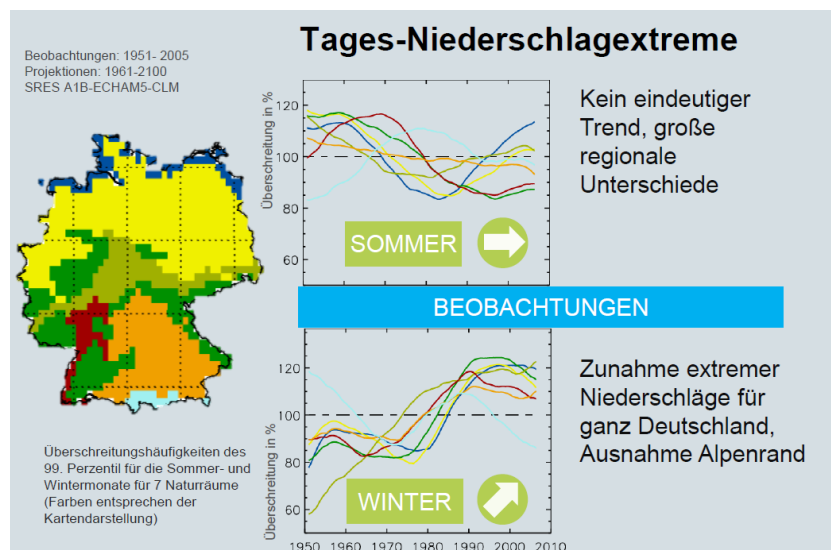 Tages-Niederschlagextreme
Beobachtungen: 1951- 2005
Projektionen: 1961-2100
SRES A1B-ECHAM5-CLM
Überschreitung in %
120
100
80
60
SOMMER
Kein eindeutiger
Trend, große
regionale
Unterschiede
BEOBACHTUNGEN
Überschreitung in %
120
100
80
60
WINTER
1950 1960 1970 1980 1990 2000 2010
Zunahme extremer
Niederschläge für
ganz Deutschland,
Ausnahme Alpenrand
Überschreitungshäufigkeiten des
99. Perzentil für die Sommer- und
Wintermonate für 7 Naturräume
(Farben entsprechen der
Kartendarstellung)